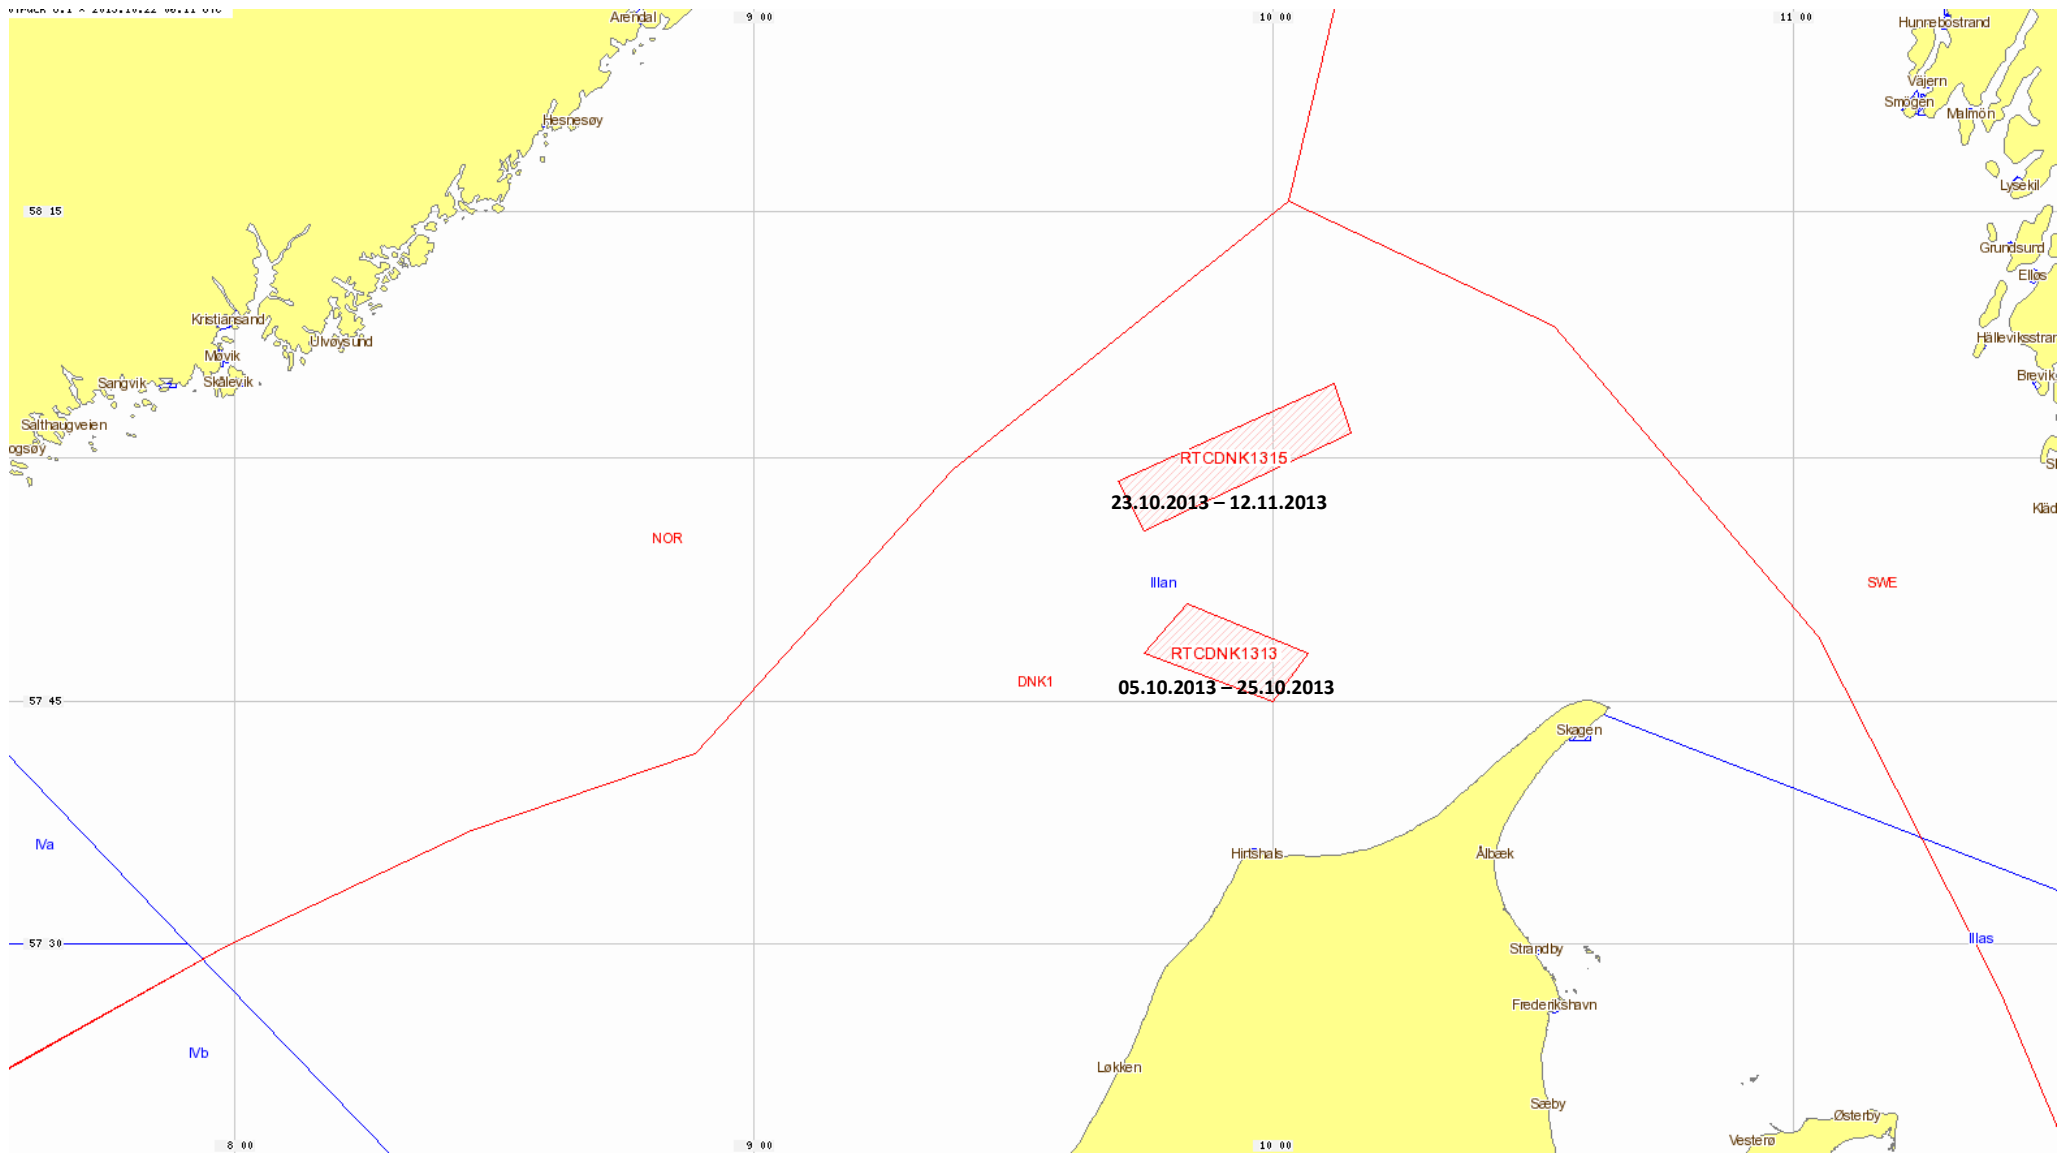 9 00
10 00
11 00
Arendal
Hunnebostrand
Väjern
Smögen
Malmön
Hesnesøy
Lysekil
58 15
Grundsund
Elløs
Kristiansand
Ulvøysund
Hälleviksstran
Møvik
Sangvik
Skålevik
Brevik
Salthaugveien
ogsøy
RTCDNK1315
23.10.2013 – 12.11.2013
Kläd
NOR
IIIan
SWE
RTCDNK1313
DNK1
05.10.2013 – 25.10.2013
57 45
Skagen
IVa
Hirtshals
Ålbæk
57 30
Strandby
IIIas
Frederikshavn
IVb
Løkken
Sæby
Østerby
Vesterø
8 00
9 00
10 00